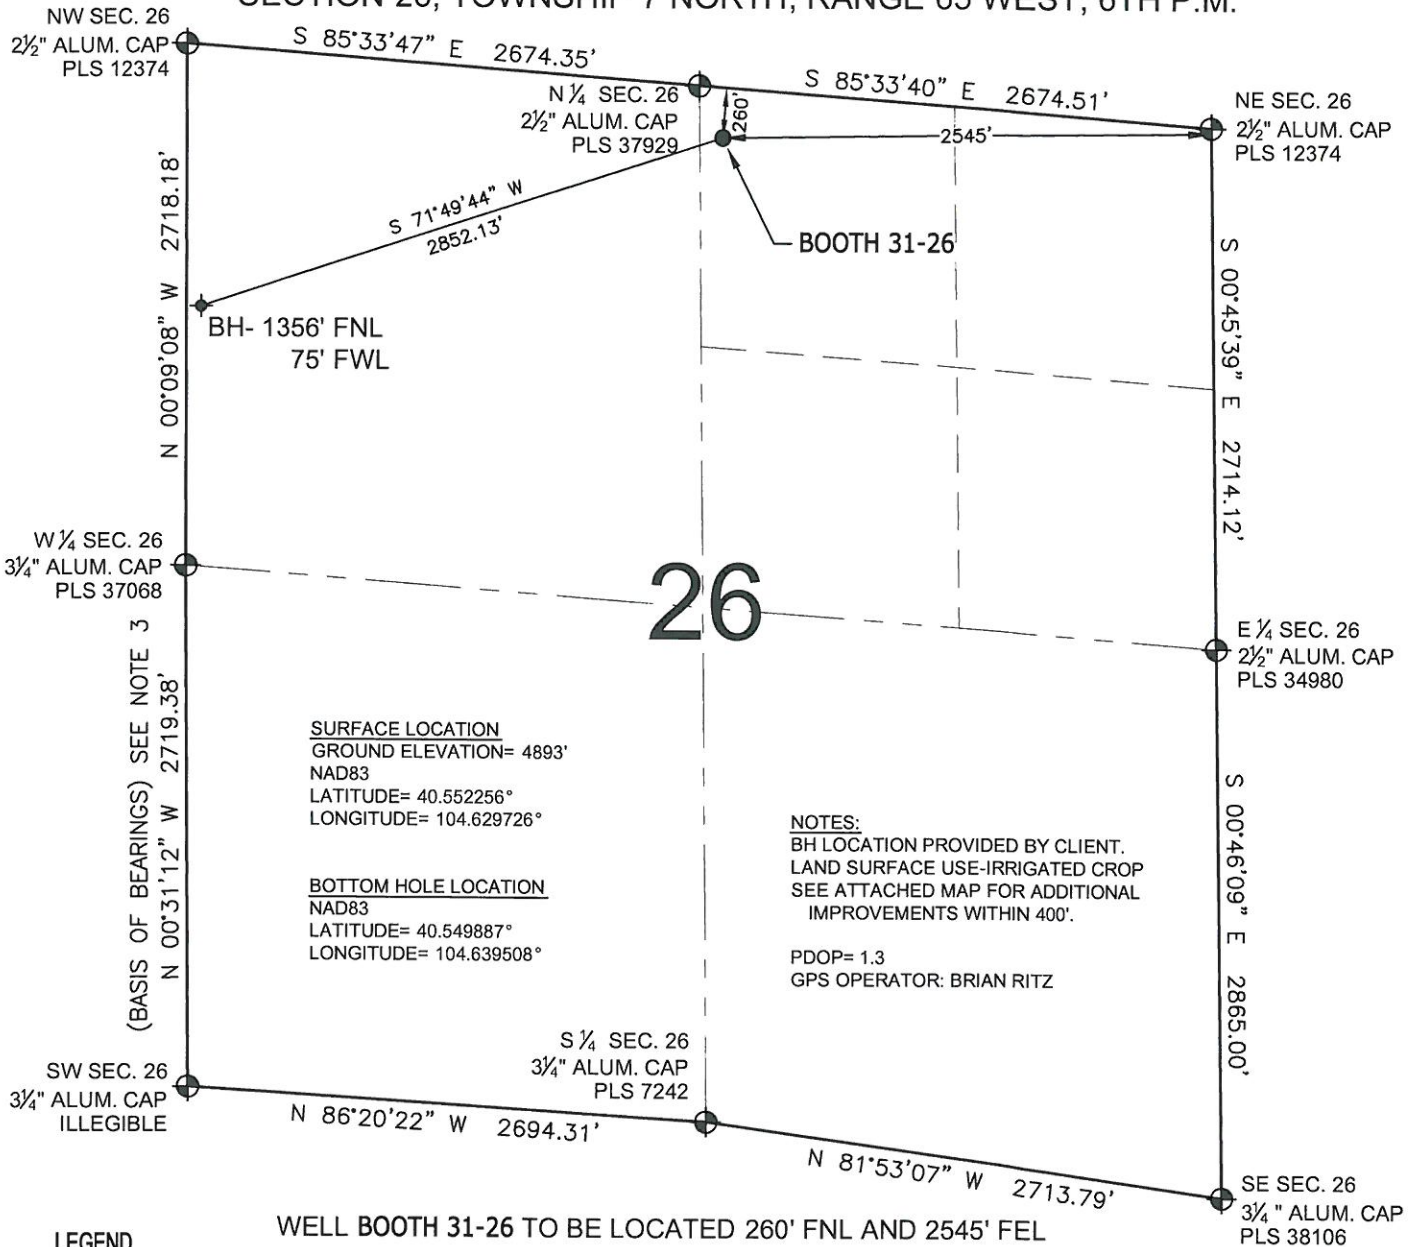 SECTION 26, TOWNSHIP 7 NORTH, RANGE 65 WEST, 6TH P.M.
NW SEC. 26
2½" ALUM. CAP
PLS 12374
S 85°33'47" E 2674.35'
N ¼ SEC. 26
2½" ALUM. CAP
PLS 37929
S 85°33'40" E 2674.51'
NE SEC. 26
2½" ALUM. CAP
PLS 12374
260'
2545'
BOOTH 31-26
S 71°49'44" W
2852.13'
BH- 1356' FNL
75' FWL
N 00°09'08" W 2718.18'
S 00°45'39" E 2714.12'
W ¼ SEC. 26
3¼" ALUM. CAP
PLS 37068
26
E ¼ SEC. 26
2½" ALUM. CAP
PLS 34980
(BASIS OF BEARINGS) SEE NOTE 3
N 00°31'12" W 2719.38'
SURFACE LOCATION
GROUND ELEVATION= 4893'
NAD83
LATITUDE= 40.552256°
LONGITUDE= 104.629726°
BOTTOM HOLE LOCATION
NAD83
LATITUDE= 40.549887°
LONGITUDE= 104.639508°
NOTES:
BH LOCATION PROVIDED BY CLIENT.
LAND SURFACE USE-IRRIGATED CROP
SEE ATTACHED MAP FOR ADDITIONAL
IMPROVEMENTS WITHIN 400'.
PDOP= 1.3
GPS OPERATOR: BRIAN RITZ
S 00°46'09" E 2865.00'
SW SEC. 26
3¼" ALUM. CAP
ILLEGIBLE
S ¼ SEC. 26
3¼" ALUM. CAP
PLS 7242
N 86°20'22" W 2694.31'
N 81°53'07" W 2713.79'
SE SEC. 26
3¼ " ALUM. CAP
PLS 38106
WELL BOOTH 31-26 TO BE LOCATED 260' FNL AND 2545' FEL
LEGEND